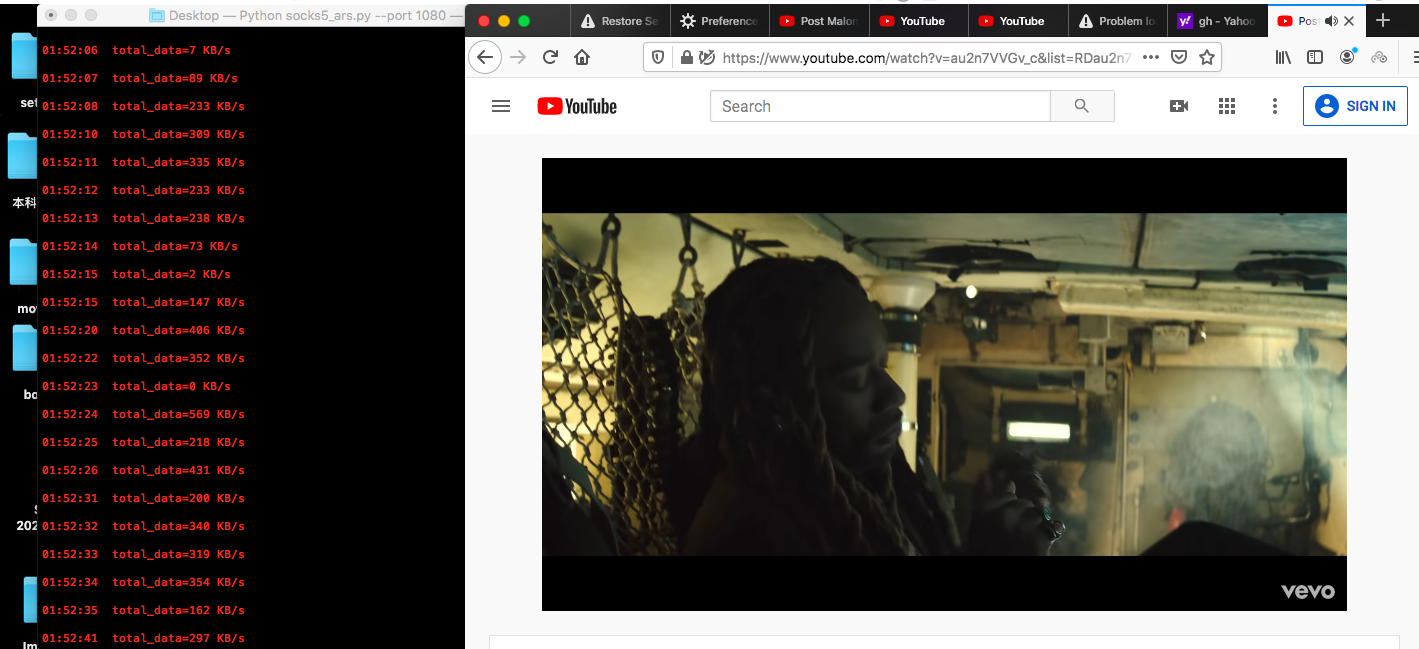 Desktop — Python socks5_ars.py --port 1080 —
01:52:06 total_data=7 KB/s
01:52:07 total_data=89 KB/s
01:52:08 total_data=233 KB/s
01:52:10 total_data=309 KB/s
01:52:11 total_data=335 KB/s
01:52:12 total_data=233 KB/s
01:52:13 total_data=238 KB/s
01:52:14 total_data=73 KB/s
01:52:15 total_data=2 KB/s
01:52:15 total_data=147 KB/s
01:52:20 total_data=406 KB/s
01:52:22 total_data=352 KB/s
01:52:23 total_data=0 KB/s
01:52:24 total_data=569 KB/s
01:52:25 total_data=218 KB/s
01:52:26 total_data=431 KB/s
01:52:31 total_data=200 KB/s
01:52:32 total_data=340 KB/s
01:52:33 total_data=319 KB/s
01:52:34 total_data=354 KB/s
01:52:35 total_data=162 KB/s
01:52:41 total_data=297 KB/s
set
本科
mo
bo
202
Im
Restore Se
Preference
Post Malon
YouTube
YouTube
Problem lo
gh - Yahoo
Post
https://www.youtube.com/watch?v=au2n7VVGv_c&list=RDau2n7
YouTube
Search
SIGN IN
vevo